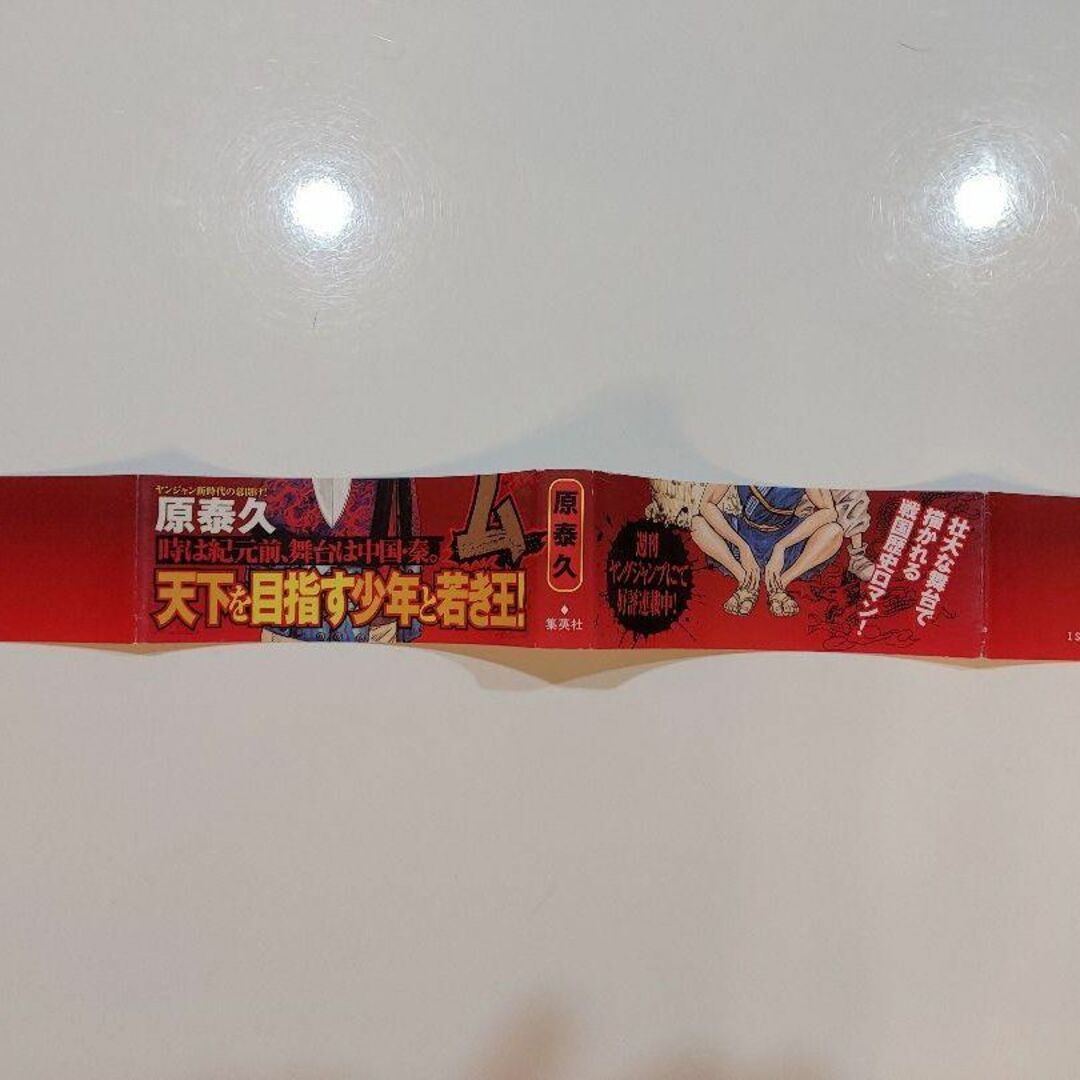 ヤンジャン新時代の幕開け!
原泰久
時は紀元前、舞台は中国・秦。
天下を目指す少年と若き王!
ム
原泰久
集英社
週刊
ヤングジャンプにて
好評連載中!
壮大な舞台で
描かれる
戦国歴史ロマン!
IS